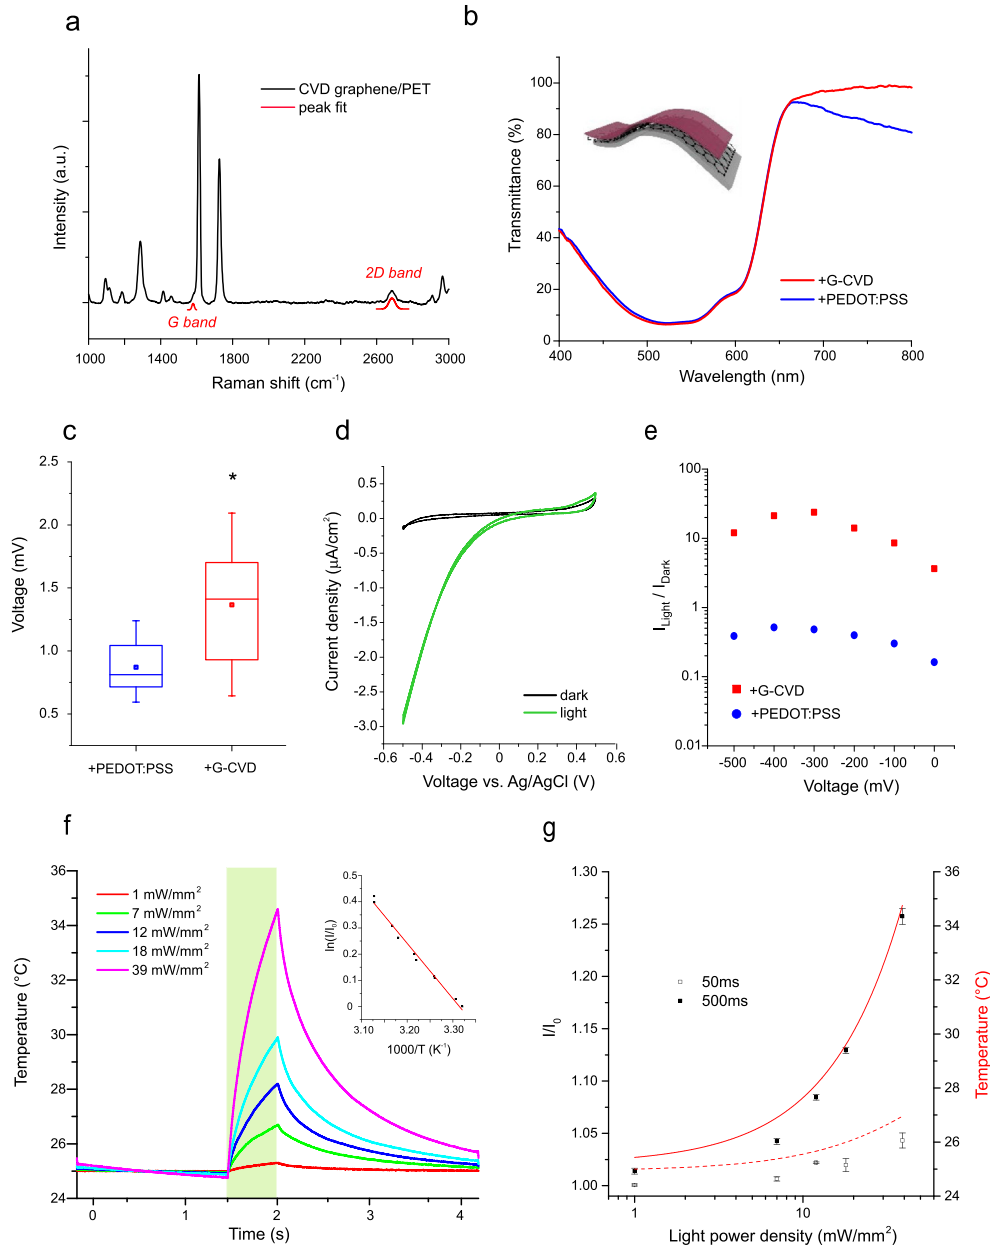 a
CVD graphene/PET
peak fit
Intensity (a.u.)
2D band
G band
1000 1400 1800 2200 2600 3000
Raman shift (cm-1)
b
100
80
60
40
20
0
Transmittance (%)
+G-CVD
+PEDOT:PSS
400 500 600 700 800
Wavelength (nm)
c
2.5
2.0
1.5
1.0
0.5
Voltage (mV)
*
+PEDOT:PSS +G-CVD
d
0.5
0.0
-0.5
-1.0
-1.5
-2.0
-2.5
-3.0
Current density (μA/cm2)
dark
light
-0.6 -0.4 -0.2 0 0.2 0.4 0.6
Voltage vs. Ag/AgCl (V)
e
100
10
1
0.1
0.01
ILight / IDark
+G-CVD
+PEDOT:PSS
-500 -400 -300 -200 -100 0
Voltage (mV)
f
36
34
32
30
28
26
24
Temperature (°C)
1 mW/mm2
7 mW/mm2
12 mW/mm2
18 mW/mm2
39 mW/mm2
0 1 2 3 4
Time (s)
0.5
0.4
0.3
0.2
0.1
0
ln(I/I0)
3.10 3.20 3.30
1000/T (K-1)
g
1.30
1.25
1.20
1.15
1.10
1.05
1.00
I/I0
50ms
500ms
36
34
32
30
28
26
24
Temperature (°C)
1 10
Light power density (mW/mm2)